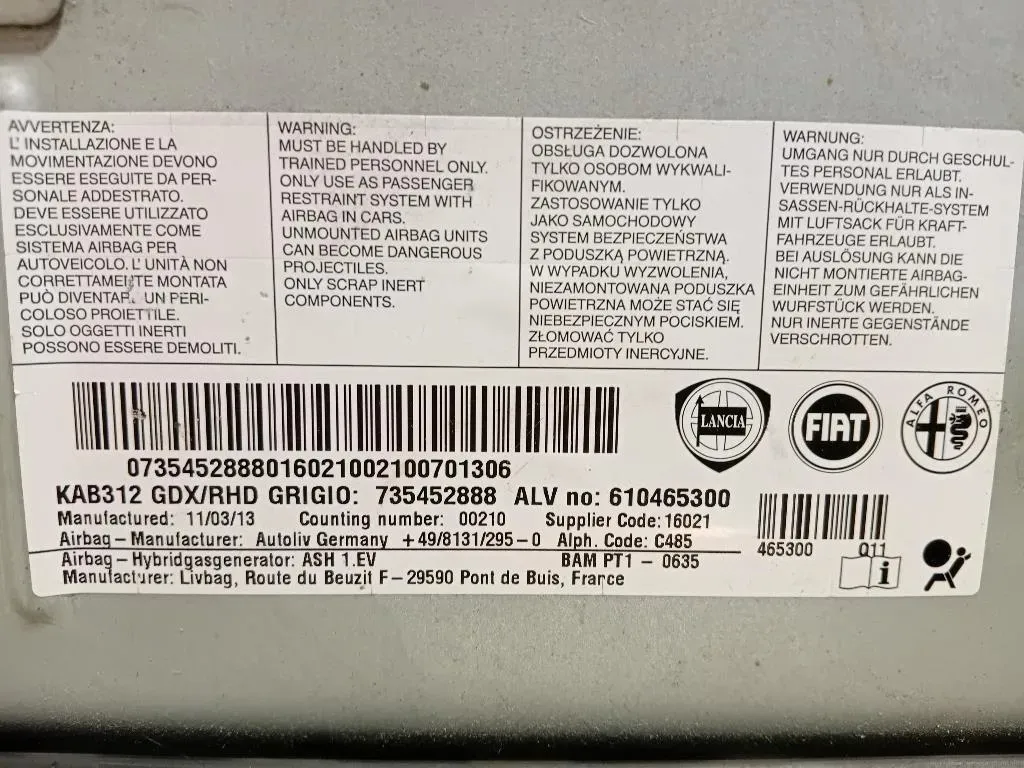 AVVERTENZA:
L' INSTALLAZIONE E LA
MOVIMENTAZIONE DEVONO
ESSERE ESEGUITE DA PER-
SONALE ADDESTRATO.
DEVE ESSERE UTILIZZATO
ESCLUSIVAMENTE COME
SISTEMA AIRBAG PER
AUTOVEICOLO. L' UNITÀ NON
CORRETTAMENTE MONTATA
PUÒ DIVENTAR. UN PERI-
COLOSO PROIETTILE.
SOLO OGGETTI INERTI
POSSONO ESSERE DEMOLITI.
WARNING:
MUST BE HANDLED BY
TRAINED PERSONNEL ONLY.
ONLY USE AS PASSENGER
RESTRAINT SYSTEM WITH
AIRBAG IN CARS.
UNMOUNTED AIRBAG UNITS
CAN BECOME DANGEROUS
PROJECTILES.
ONLY SCRAP INERT
COMPONENTS.
OSTRZEŻENIE:
OBSŁUGA DOZWOLONA
TYLKO OSOBOM WYKWALI-
FIKOWANYM.
ZASTOSOWANIE TYLKO
JAKO SAMOCHODOWY
SYSTEM BEZPIECZEŃSTWA
Z PODUSZKĄ POWIETRZNĄ.
W WYPADKU WYZWOLENIA,
NIEZAMONTOWANA PODUSZKA
POWIETRZNA MOŻE STAĆ SIĘ
NIEBEZPIECZNYM POCISKIEM.
ZŁOMOWAĆ TYLKO
PRZEDMIOTY INERCYJNE.
WARNUNG:
UMGANG NUR DURCH GESCHUL-
TES PERSONAL ERLAUBT.
VERWENDUNG NUR ALS IN-
SASSEN-RÜCKHALTE-SYSTEM
MIT LUFTSACK FÜR KRAFT-
FAHRZEUGE ERLAUBT.
BEI AUSLÖSUNG KANN DIE
NICHT MONTIERTE AIRBAG-
EINHEIT ZUM GEFÄHRLICHEN
WURFSTÜCK WERDEN.
NUR INERTE GEGENSTÄNDE
VERSCHROTTEN.
LANCIA
FIAT
ALFA ROMEO
0735452888016021002100701306
KAB312 GDX/RHD GRIGIO: 735452888 ALV no: 610465300
Manufactured: 11/03/13 Counting number: 00210 Supplier Code: 16021
Airbag – Manufacturer: Autoliv Germany +49/8131/295-0 Alph. Code: C485
465300 Q11
Airbag – Hybridgasgenerator: ASH 1.EV BAM PT1 - 0635
Manufacturer: Livbag, Route du Beuzit F-29590 Pont de Buis, France
i